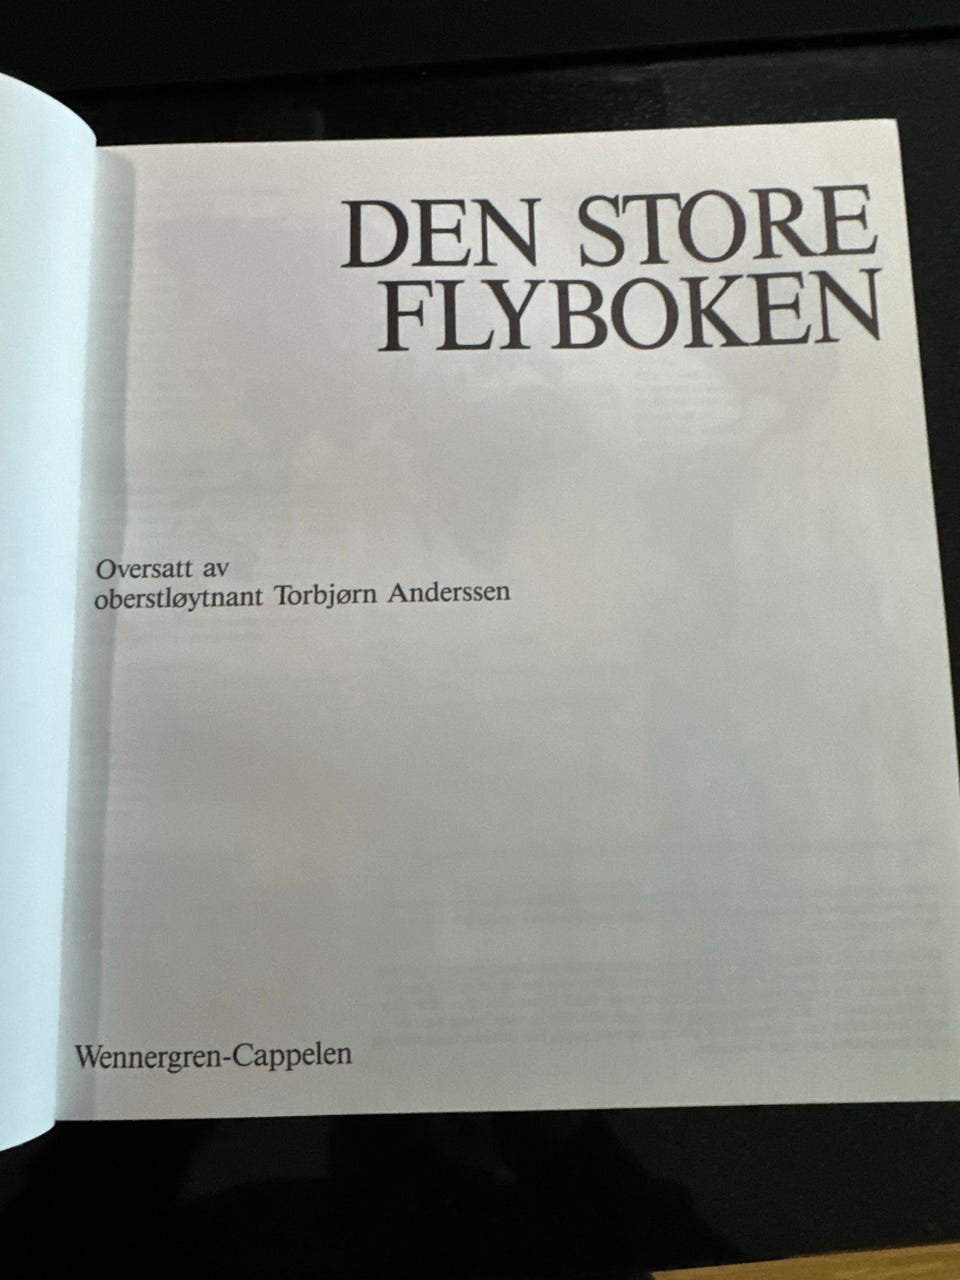 DEN STORE
FLYBOKEN
Oversatt av
oberstløytnant Torbjørn Anderssen
Wennergren-Cappelen